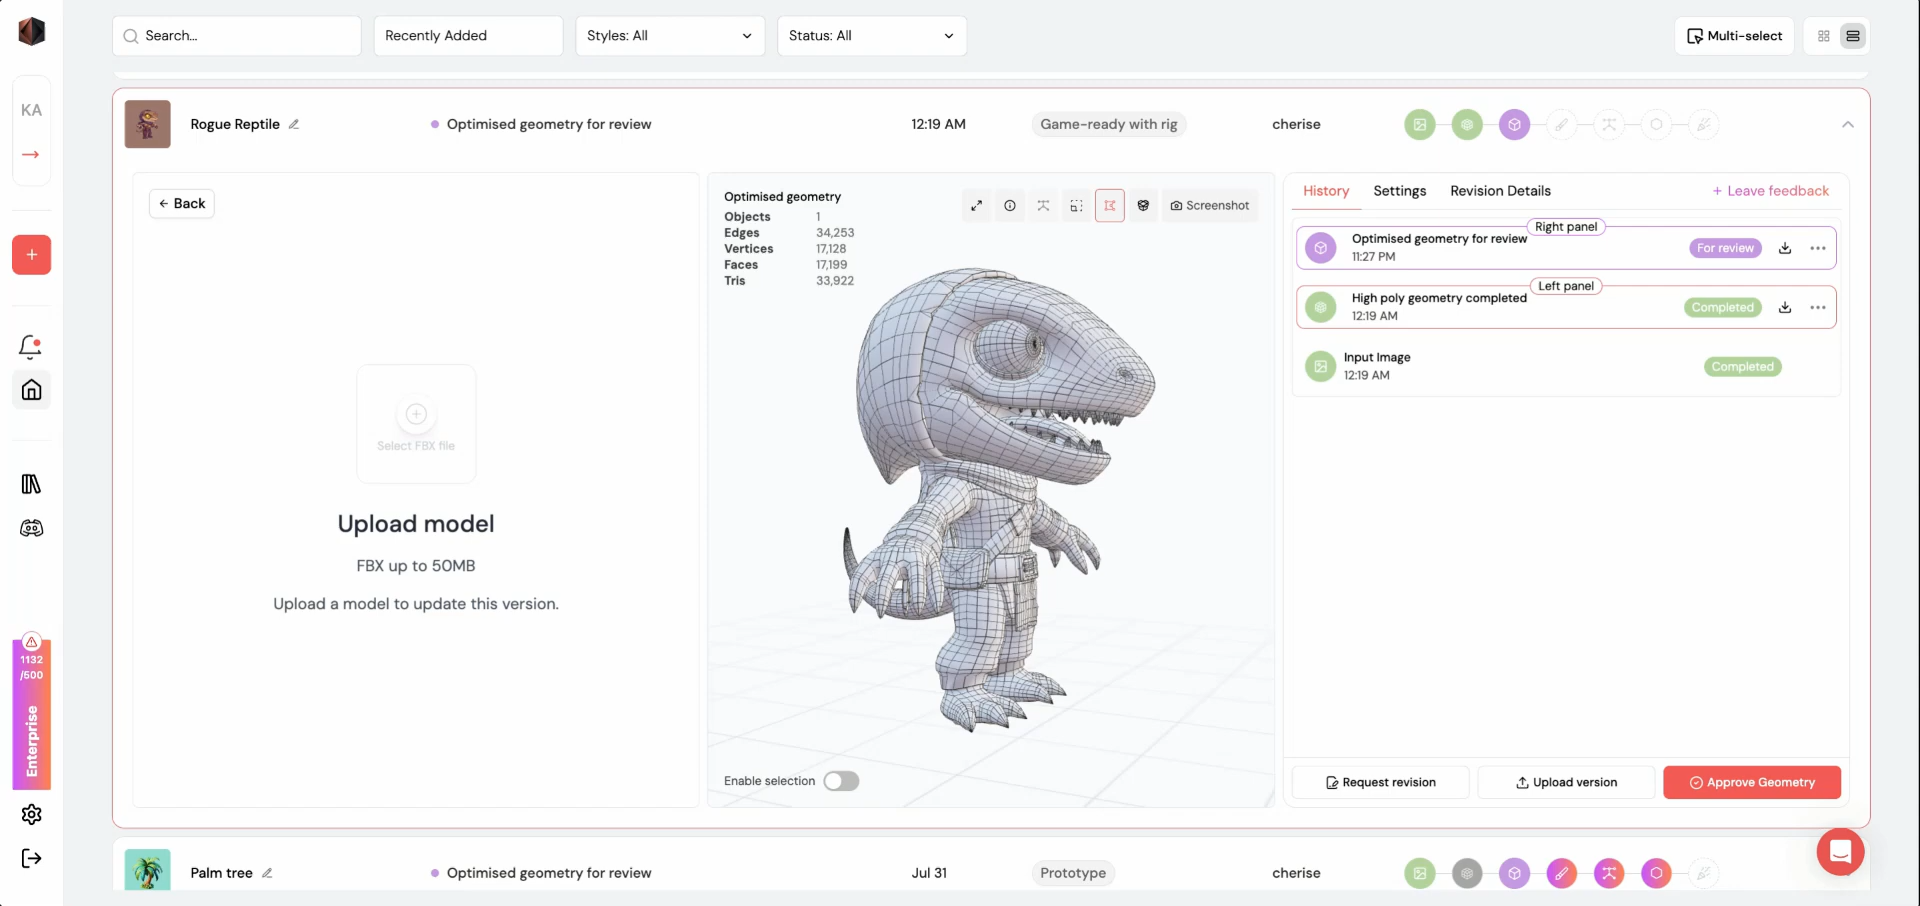 Search...
Recently Added
Styles: All
Status: All
Multi-select
KA
Rogue Reptile
Optimised geometry for review
12:19 AM
Game-ready with rig
cherise
Back
Select FBX file
Upload model
FBX up to 50MB
Upload a model to update this version.
Optimised geometry
Objects 1
Edges 34,253
Vertices 17,128
Faces 17,199
Tris 33,922
Screenshot
Enable selection
History
Settings
Revision Details
+ Leave feedback
Right panel
Optimised geometry for review
11:27 PM
For review
Left panel
High poly geometry completed
12:19 AM
Completed
Input Image
12:19 AM
Completed
Request revision
Upload version
Approve Geometry
1132
/500
Enterprise
Palm tree
Optimised geometry for review
Jul 31
Prototype
cherise